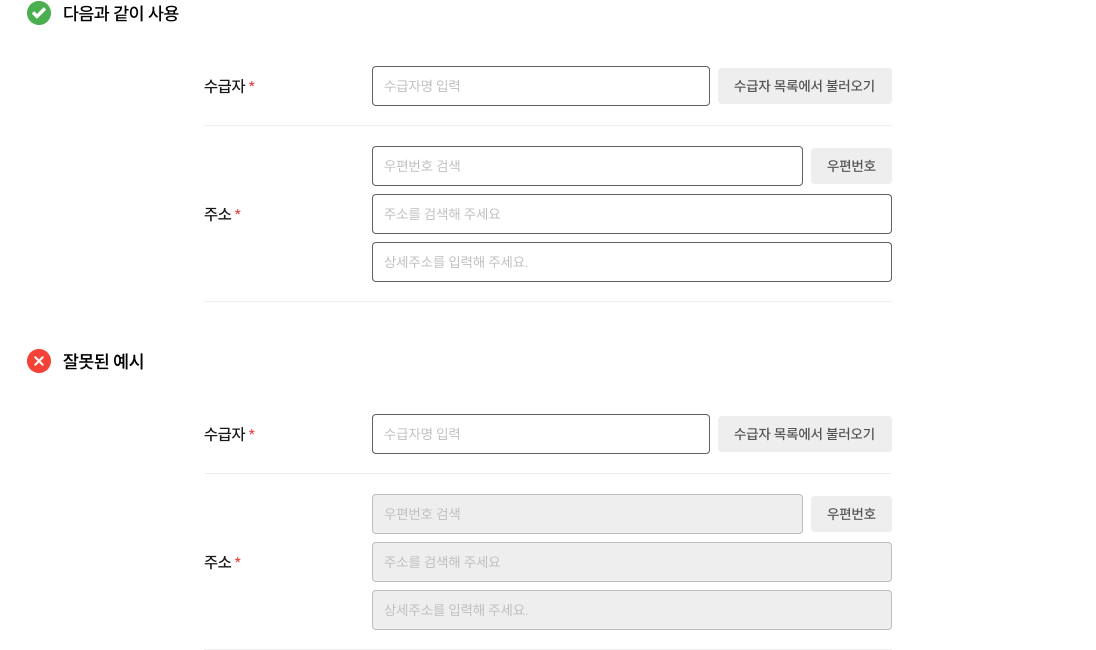 다음과 같이 사용
수급자 *
수급자명 입력
수급자 목록에서 불러오기
우편번호 검색
우편번호
주소 *
주소를 검색해 주세요
상세주소를 입력해 주세요.
잘못된 예시
수급자 *
수급자명 입력
수급자 목록에서 불러오기
우편번호 검색
우편번호
주소 *
주소를 검색해 주세요
상세주소를 입력해 주세요.